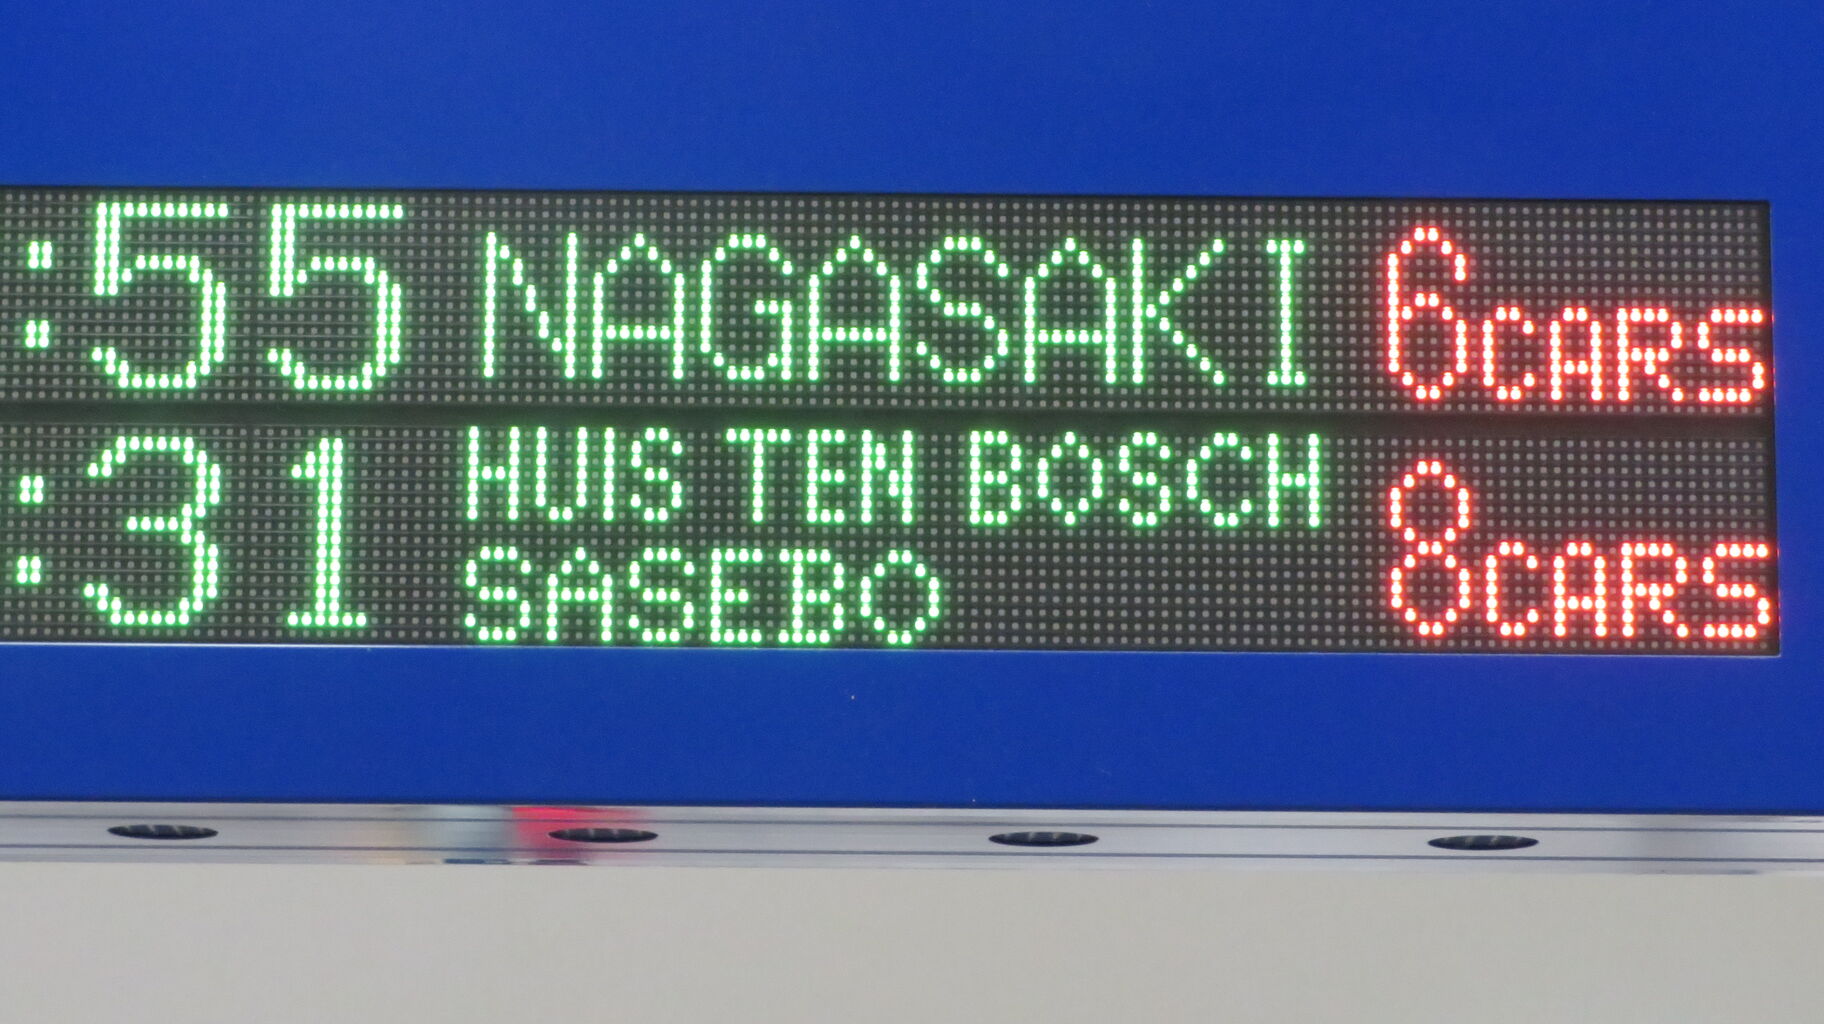 :55 NAGASAKI 6CARS
:31 HUIS TEN BOSCH 8CARS
SASEBO